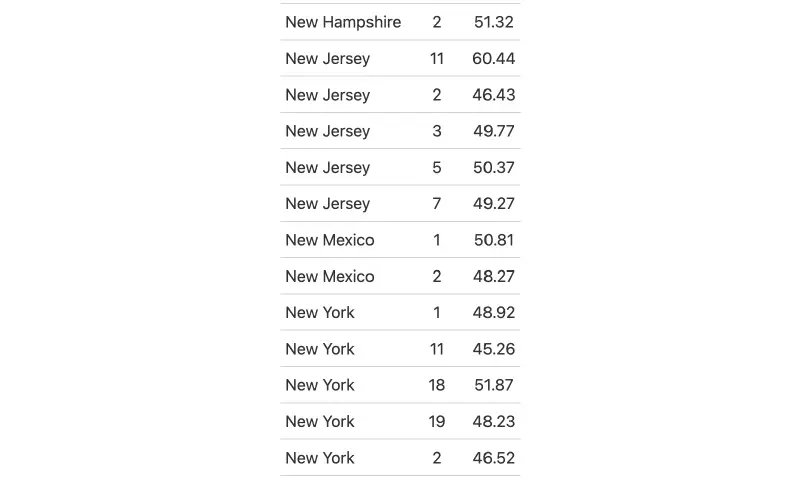 New Hampshire 2 51.32
New Jersey 11 60.44
New Jersey 2 46.43
New Jersey 3 49.77
New Jersey 5 50.37
New Jersey 7 49.27
New Mexico 1 50.81
New Mexico 2 48.27
New York 1 48.92
New York 11 45.26
New York 18 51.87
New York 19 48.23
New York 2 46.52